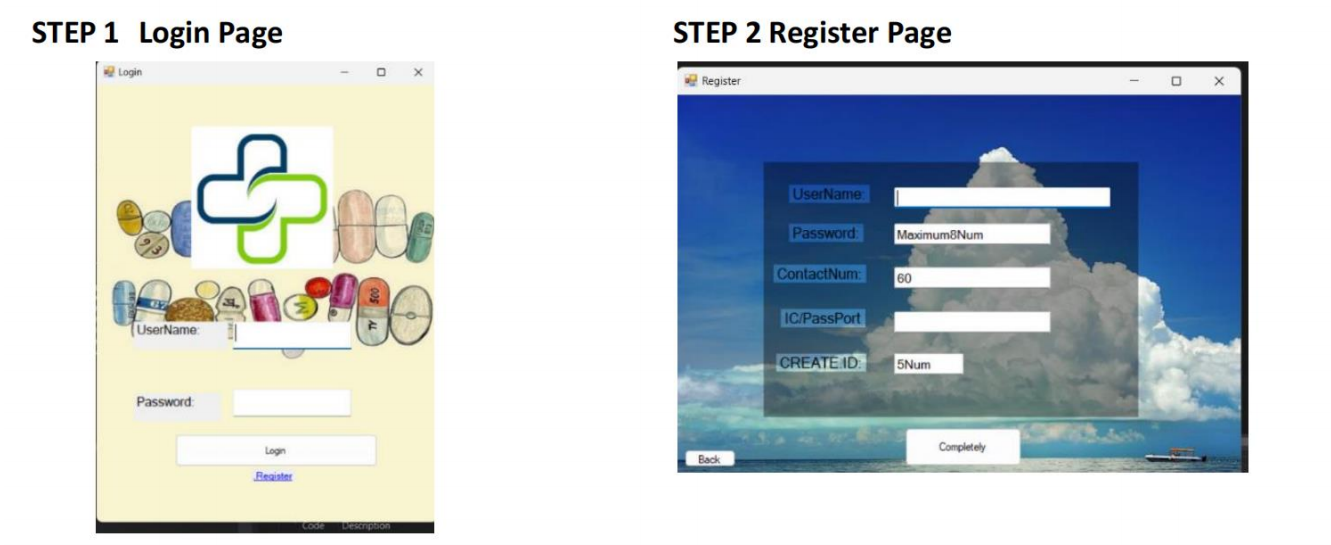 STEP 1 Login Page
Login
UserName:
Password:
Login
Register
Code Description
STEP 2 Register Page
Register
UserName:
Password: Maximum8Num
ContactNum: 60
IC/PassPort
CREATE ID: 5Num
Completely
Back